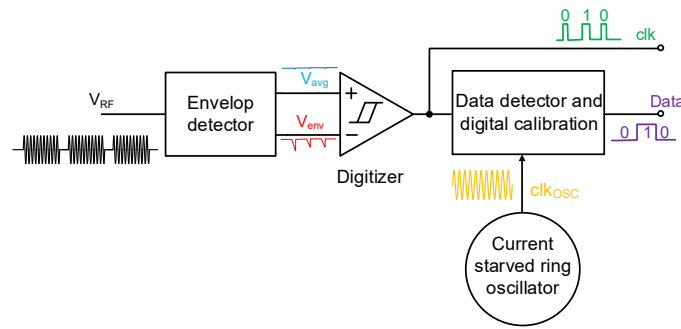 0 1 0
clk
V_RF
Envelop
detector
V_avg
+
V_env
−
Digitizer
Data detector and
digital calibration
Data
0 1 0
clk_OSC
Current
starved ring
oscillator